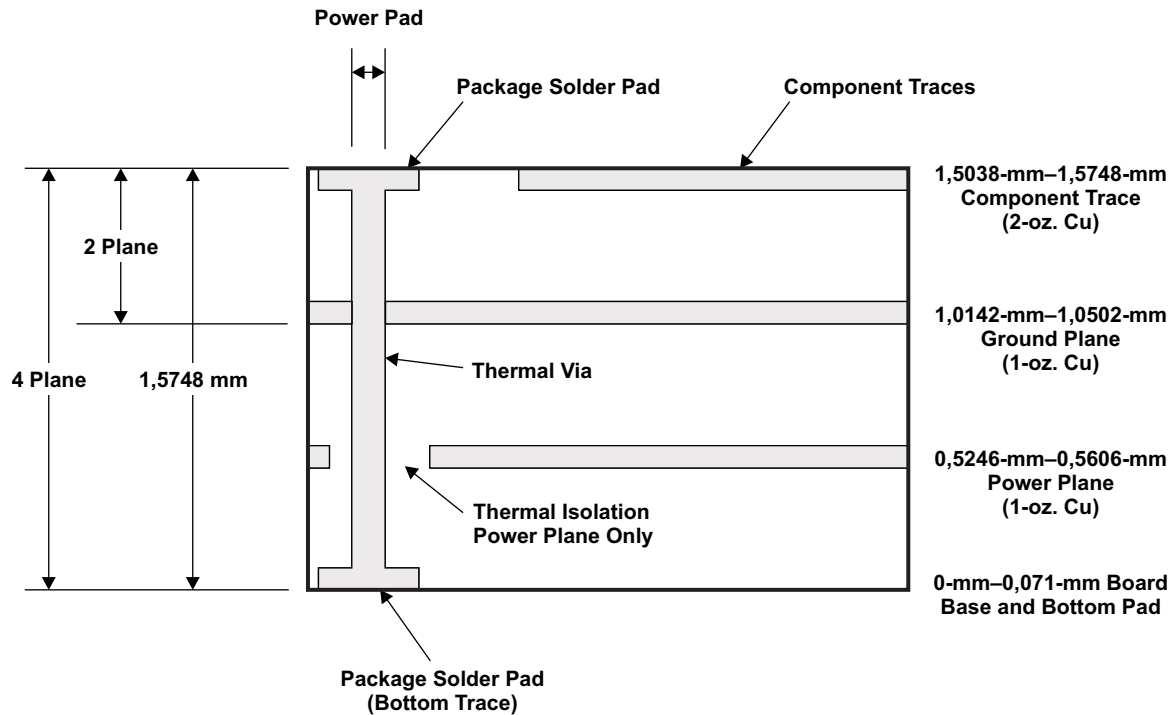 Power Pad
Package Solder Pad
Component Traces
1,5038-mm–1,5748-mm
Component Trace
(2-oz. Cu)
2 Plane
1,0142-mm–1,0502-mm
Ground Plane
(1-oz. Cu)
Thermal Via
4 Plane
1,5748 mm
0,5246-mm–0,5606-mm
Power Plane
(1-oz. Cu)
Thermal Isolation
Power Plane Only
0-mm–0,071-mm Board
Base and Bottom Pad
Package Solder Pad
(Bottom Trace)